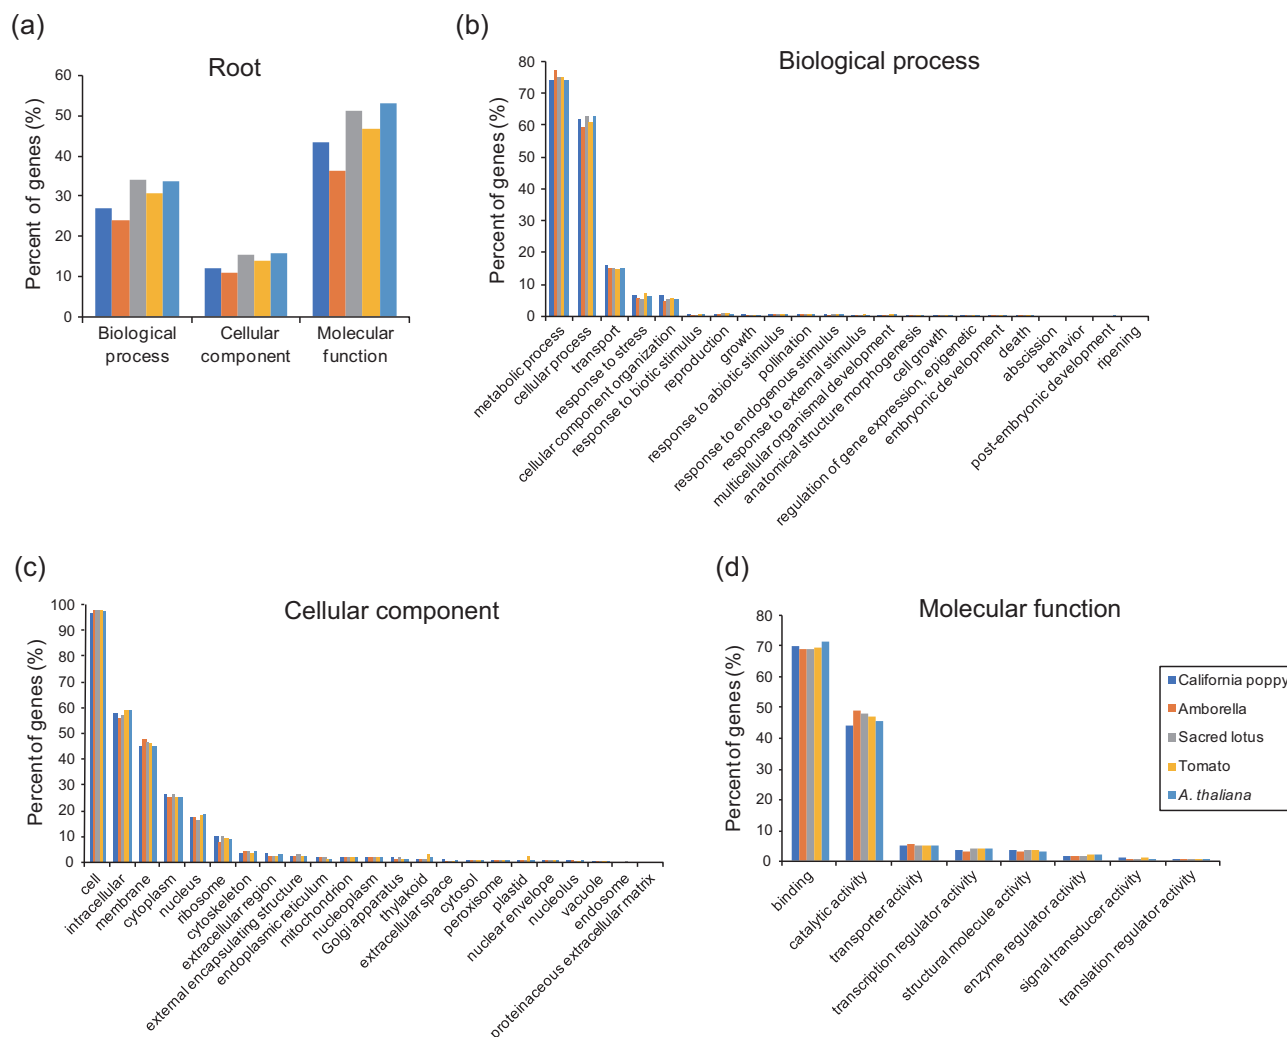 (a)
Root
Percent of genes (%)
60
50
40
30
20
10
0
Biological
process
Cellular
component
Molecular
function
(b)
Biological process
Percent of genes (%)
80
70
60
50
40
30
20
10
0
metabolic process
cellular process
transport
response to stress
cellular component organization
response to biotic stimulus
reproduction
growth
response to abiotic stimulus
pollination
response to endogenous stimulus
response to external stimulus
multicellular organismal development
anatomical structure morphogenesis
cell growth
regulation of gene expression, epigenetic
embryonic development
death
abscission
behavior
post-embryonic development
ripening
(c)
Cellular component
Percent of genes (%)
100
90
80
70
60
50
40
30
20
10
0
cell
intracellular
membrane
cytoplasm
nucleus
ribosome
cytoskeleton
extracellular region
external encapsulating structure
endoplasmic reticulum
mitochondrion
nucleoplasm
Golgi apparatus
thylakoid
extracellular space
cytosol
peroxisome
plastid
nuclear envelope
nucleolus
vacuole
endosome
proteinaceous extracellular matrix
(d)
Molecular function
Percent of genes (%)
80
70
60
50
40
30
20
10
0
binding
catalytic activity
transporter activity
transcription regulator activity
structural molecule activity
enzyme regulator activity
signal transducer activity
translation regulator activity
California poppy
Amborella
Sacred lotus
Tomato
A. thaliana